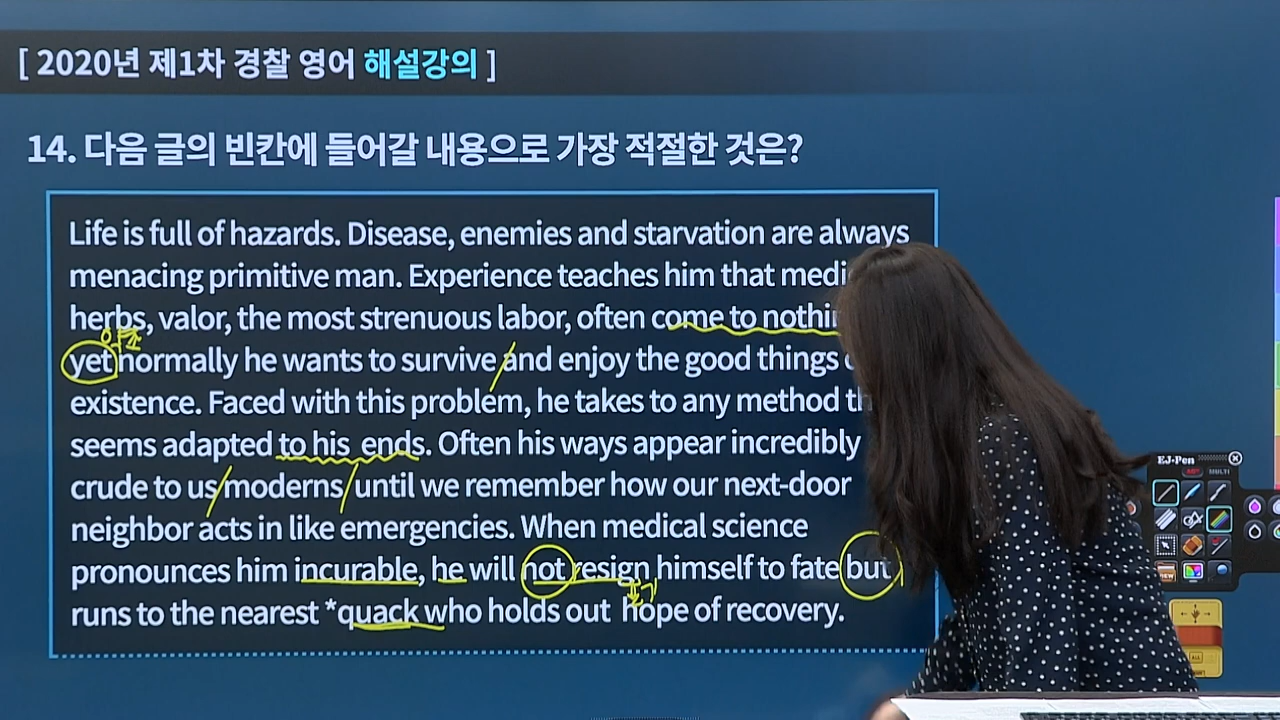 [ 2020년 제1차 경찰 영어 해설강의 ]
14. 다음 글의 빈칸에 들어갈 내용으로 가장 적절한 것은?
Life is full of hazards. Disease, enemies and starvation are always
menacing primitive man. Experience teaches him that
herbs, valor, the most strenuous labor, often come to
yet normally he wants to survive and enjoy the good things
existence. Faced with this problem, he takes to any method
seems adapted to his ends. Often his ways appear incredibly
crude to us moderns until we remember how our next-door
neighbor acts in like emergencies. When medical science
pronounces him incurable, he will not resign himself to fate but
runs to the nearest *quack who holds out hope of recovery.
EJ-Pen
MULTI
ALL